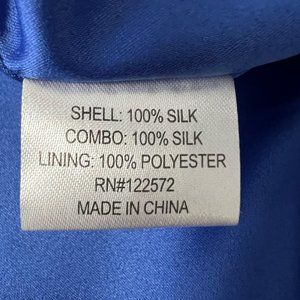 SHELL: 100% SILK
COMBO: 100% SILK
LINING: 100% POLYESTER
RN#122572
MADE IN CHINA